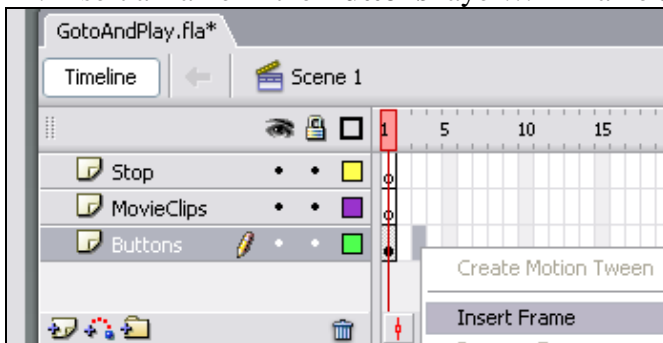 GotoAndPlay.fla*
Timeline Scene 1
1 5 10 15
Stop
MovieClips
Buttons
Create Motion Tween
Insert Frame